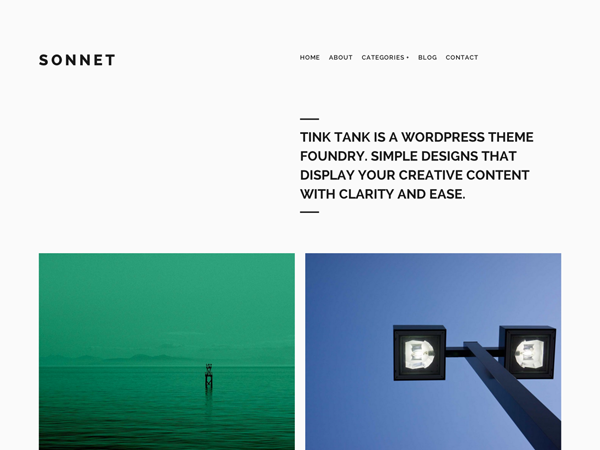 SONNET
HOME ABOUT CATEGORIES + BLOG CONTACT
TINK TANK IS A WORDPRESS THEME
FOUNDRY. SIMPLE DESIGNS THAT
DISPLAY YOUR CREATIVE CONTENT
WITH CLARITY AND EASE.